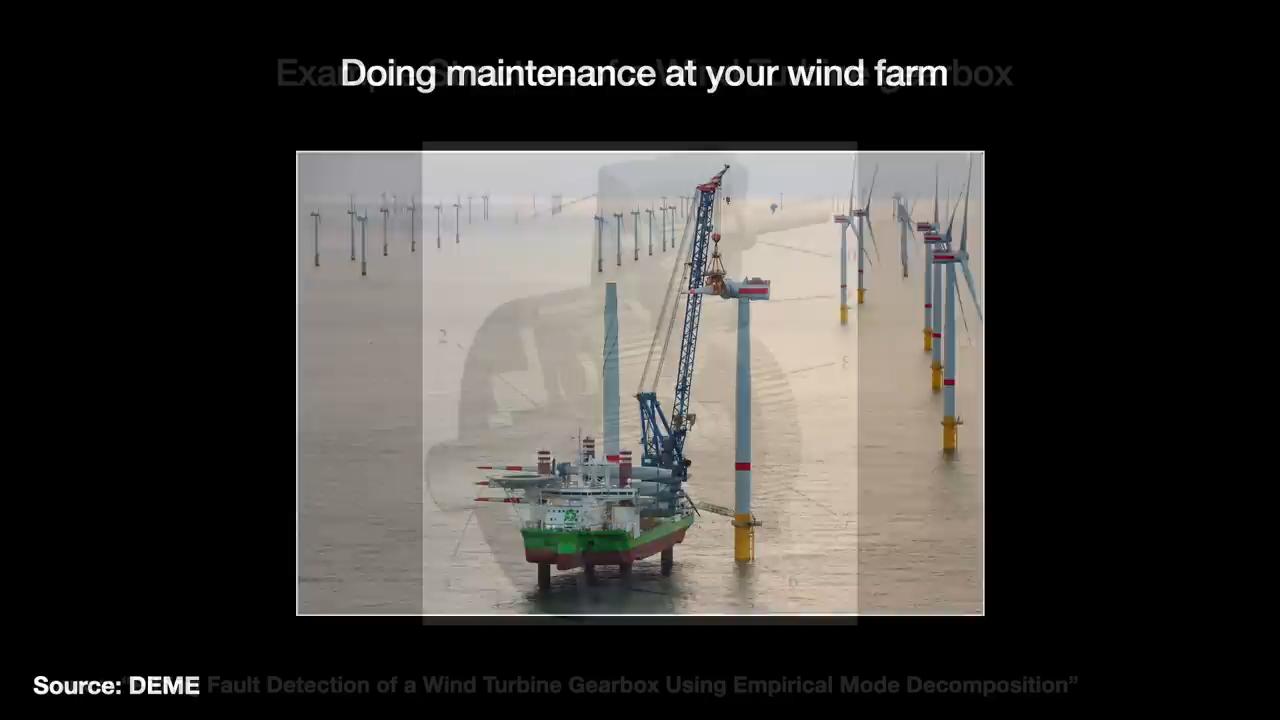 Doing maintenance at your wind farm
Source: DEME
Fault Detection of a Wind Turbine Gearbox Using Empirical Mode Decomposition”